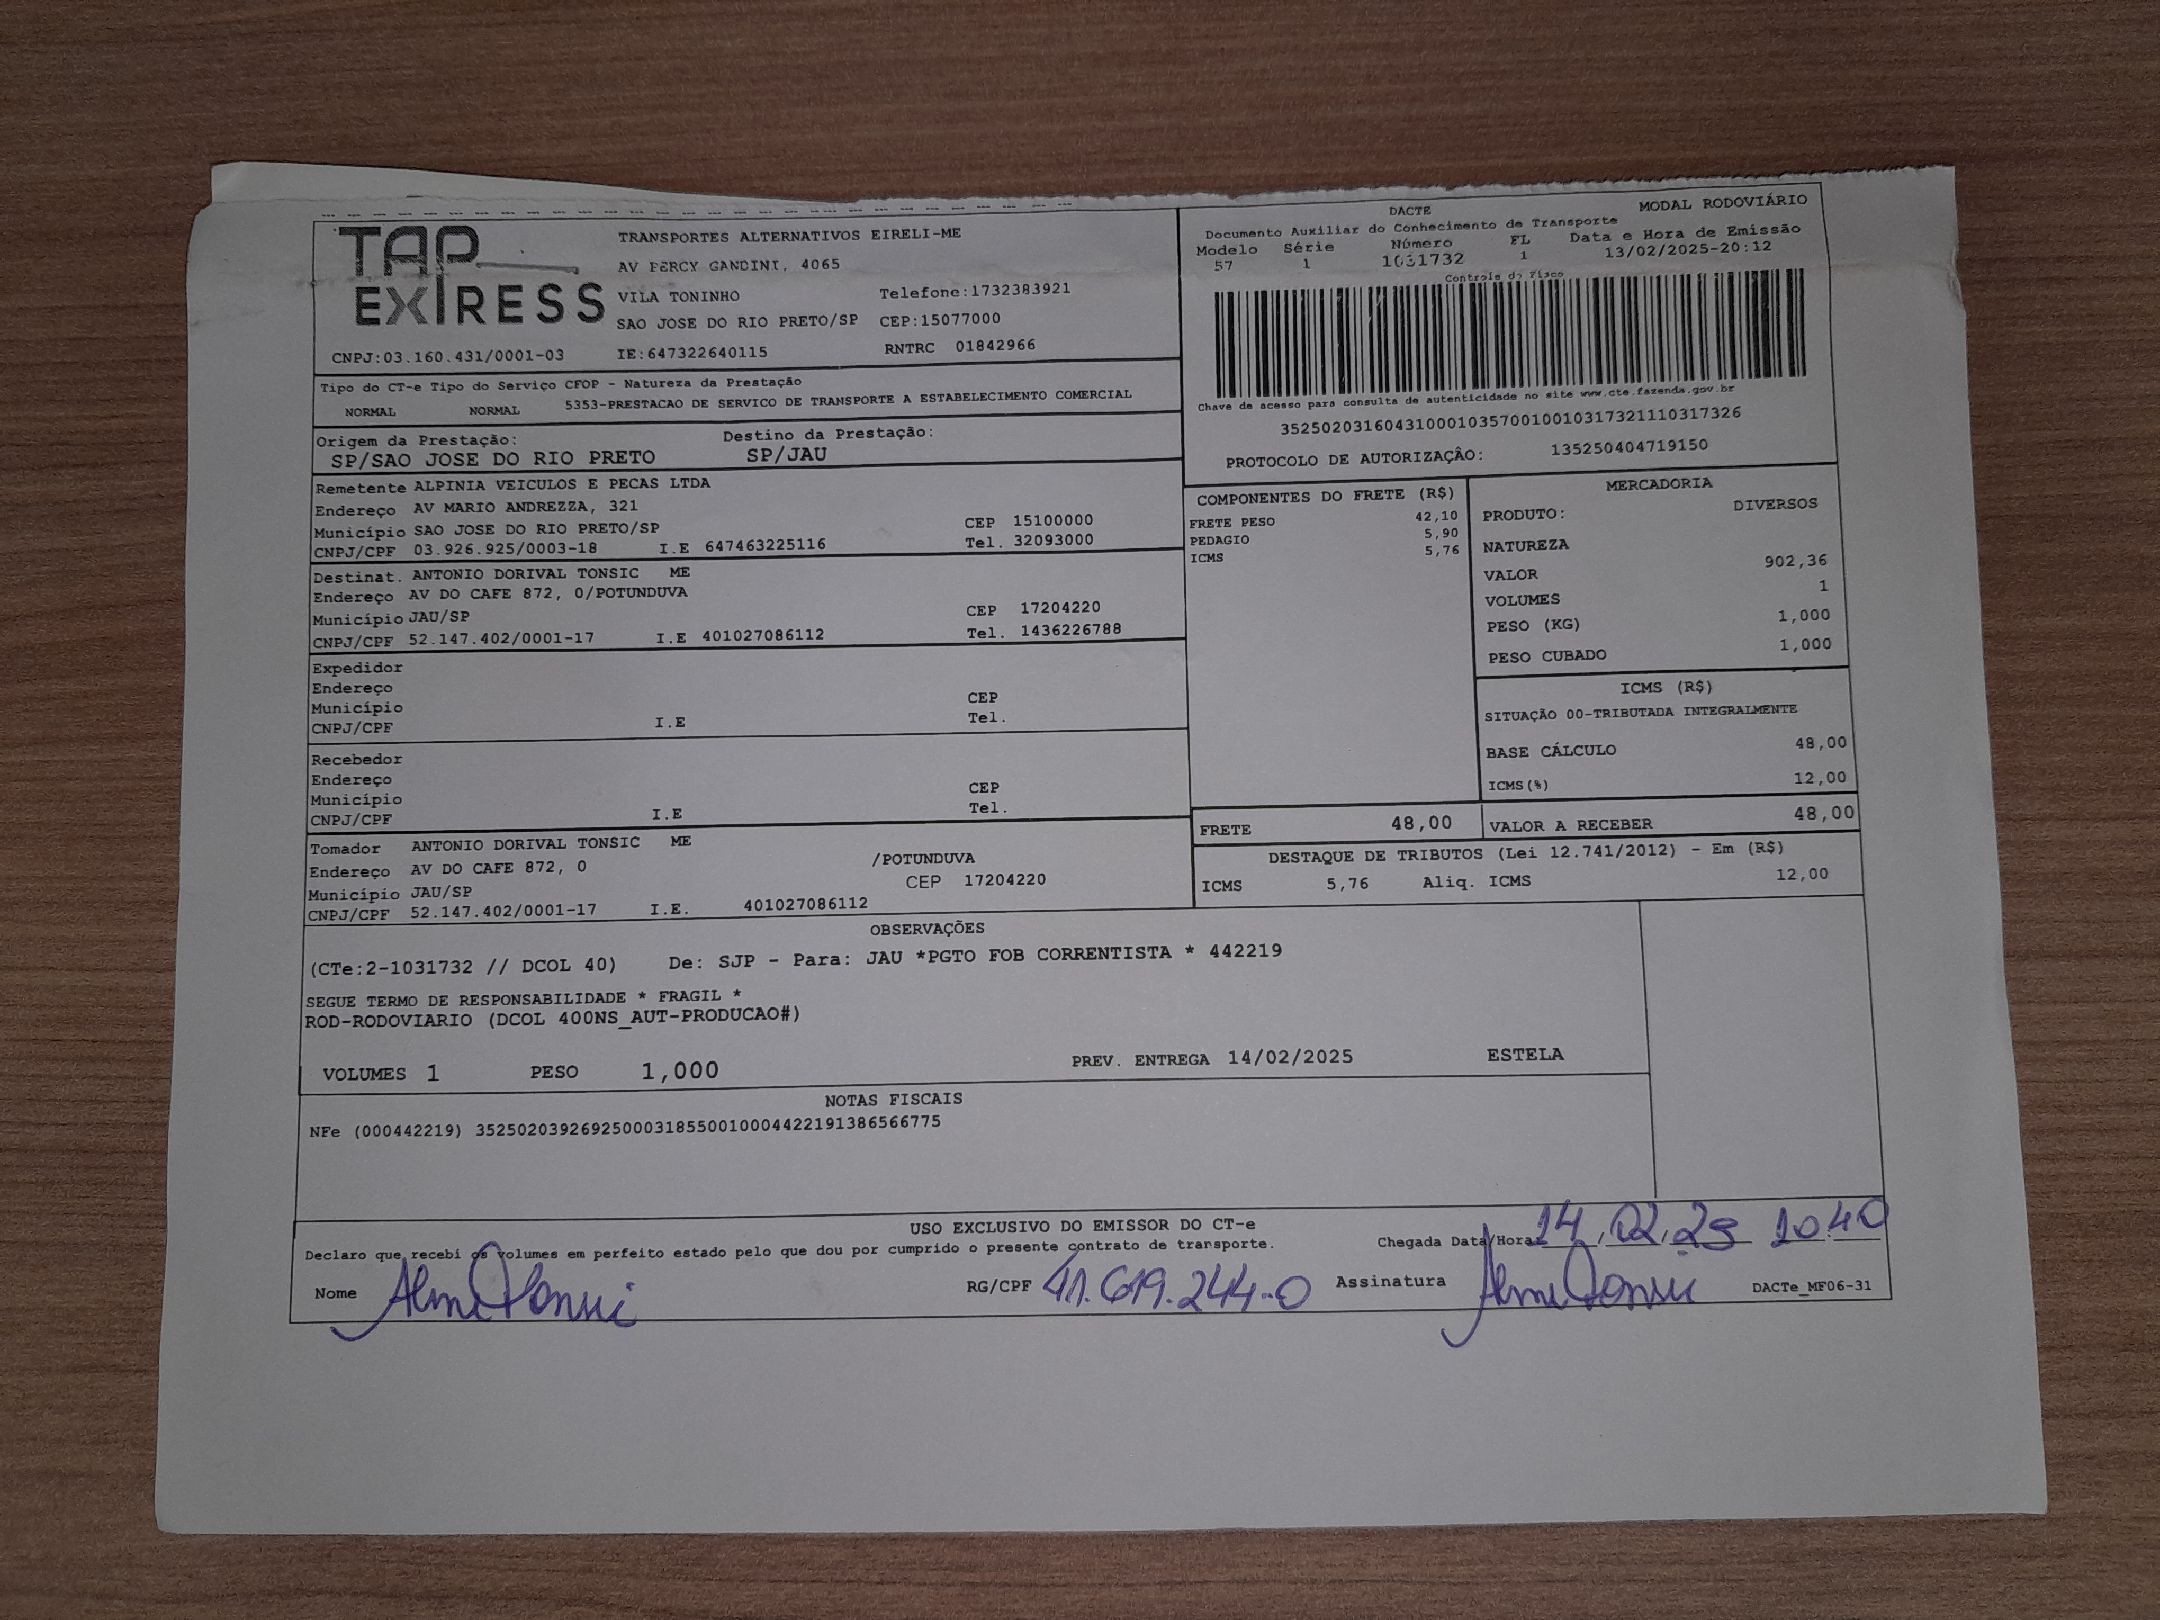 TAP
EXPRESS
TRANSPORTES ALTERNATIVOS EIRELI-ME
AV PERCY GANDINI, 4065
VILA TONINHO Telefone:1732383921
SAO JOSE DO RIO PRETO/SP CEP:15077000
CNPJ:03.160.431/0001-03 IE:647322640115 RNTRC 01842966
DACTE MODAL RODOVIÁRIO
Documento Auxiliar do Conhecimento de Transporte
Modelo Série Número FL Data e Hora de Emissão
57 1 1031732 1 13/02/2025-20:12
Controle do Fisco
Chave de acesso para consulta de autenticidade no site www.cte.fazenda.gov.br
35250203160431000103570010010317321110317326
PROTOCOLO DE AUTORIZAÇÃO: 135250404719150
Tipo do CT-e Tipo do Serviço CFOP - Natureza da Prestação
NORMAL NORMAL 5353-PRESTACAO DE SERVICO DE TRANSPORTE A ESTABELECIMENTO COMERCIAL
Origem da Prestação: Destino da Prestação:
SP/SAO JOSE DO RIO PRETO SP/JAU
Remetente ALPINIA VEICULOS E PECAS LTDA
Endereço AV MARIO ANDREZZA, 321
Município SAO JOSE DO RIO PRETO/SP CEP 15100000
CNPJ/CPF 03.926.925/0003-18 I.E 647463225116 Tel. 32093000
Destinat. ANTONIO DORIVAL TONSIC ME
Endereço AV DO CAFE 872, 0/POTUNDUVA
Município JAU/SP CEP 17204220
CNPJ/CPF 52.147.402/0001-17 I.E 401027086112 Tel. 1436226788
Expedidor
Endereço
Município CEP
CNPJ/CPF I.E Tel.
Recebedor
Endereço
Município CEP
CNPJ/CPF I.E Tel.
Tomador ANTONIO DORIVAL TONSIC ME
Endereço AV DO CAFE 872, 0 /POTUNDUVA
Município JAU/SP CEP 17204220
CNPJ/CPF 52.147.402/0001-17 I.E. 401027086112
COMPONENTES DO FRETE (R$)
FRETE PESO 42,10
PEDAGIO 5,90
ICMS 5,76
MERCADORIA
PRODUTO: DIVERSOS
NATUREZA
VALOR 902,36
VOLUMES 1
PESO (KG) 1,000
PESO CUBADO 1,000
ICMS (R$)
SITUAÇÃO 00-TRIBUTADA INTEGRALMENTE
BASE CÁLCULO 48,00
ICMS(%) 12,00
FRETE 48,00 VALOR A RECEBER 48,00
DESTAQUE DE TRIBUTOS (Lei 12.741/2012) - Em (R$)
ICMS 5,76 Aliq. ICMS 12,00
OBSERVAÇÕES
(CTe:2-1031732 // DCOL 40) De: SJP - Para: JAU *PGTO FOB CORRENTISTA * 442219
SEGUE TERMO DE RESPONSABILIDADE * FRAGIL *
ROD-RODOVIARIO (DCOL 400NS_AUT-PRODUCAO#)
VOLUMES 1 PESO 1,000 PREV. ENTREGA 14/02/2025 ESTELA
NOTAS FISCAIS
NFe (000442219) 35250203926925000318550010004422191386566775
USO EXCLUSIVO DO EMISSOR DO CT-e
Declaro que recebi os volumes em perfeito estado pelo que dou por cumprido o presente contrato de transporte. Chegada Data/Hora 14.02.25 10:40
Nome RG/CPF 41.619.244-0 Assinatura DACTe_MF06-31